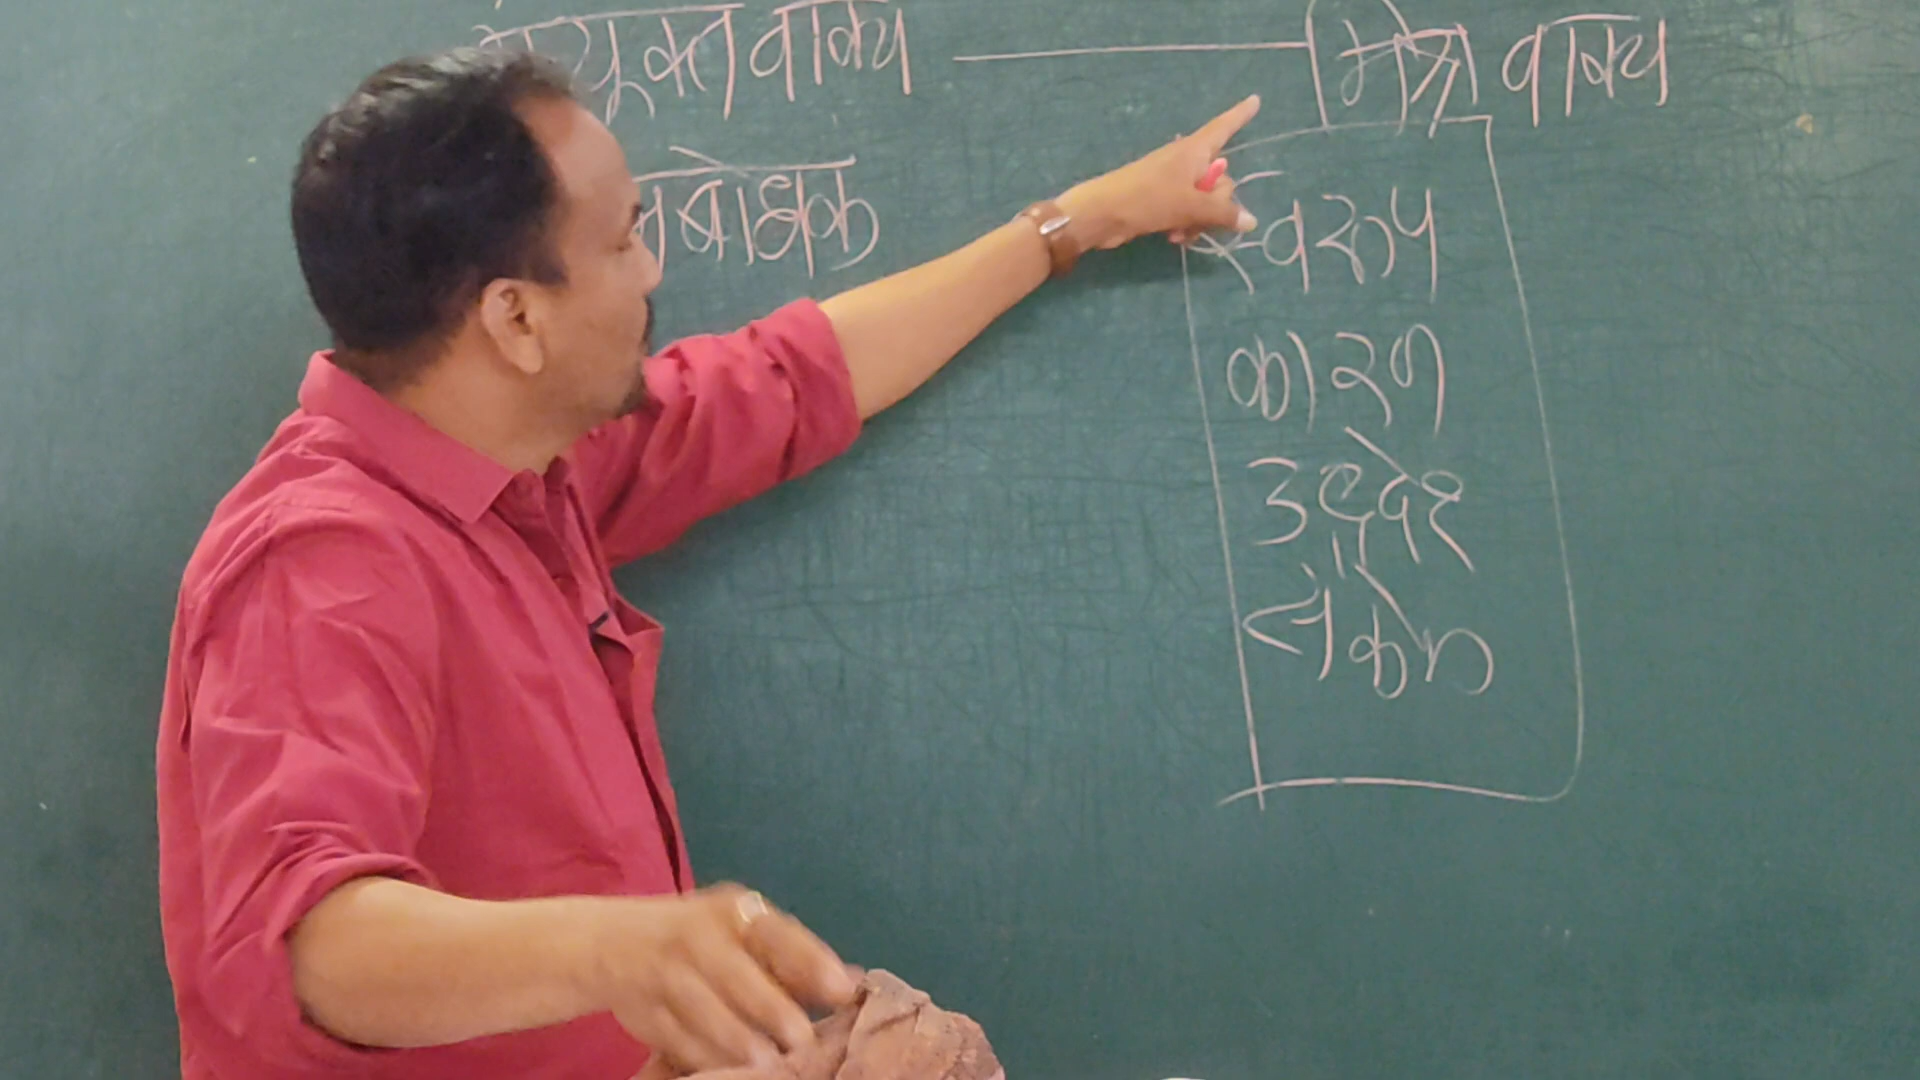 संयुक्त वाक्य — मिश्र वाक्य
बोधक
स्वरूप
कारण
उद्देश
संकेत